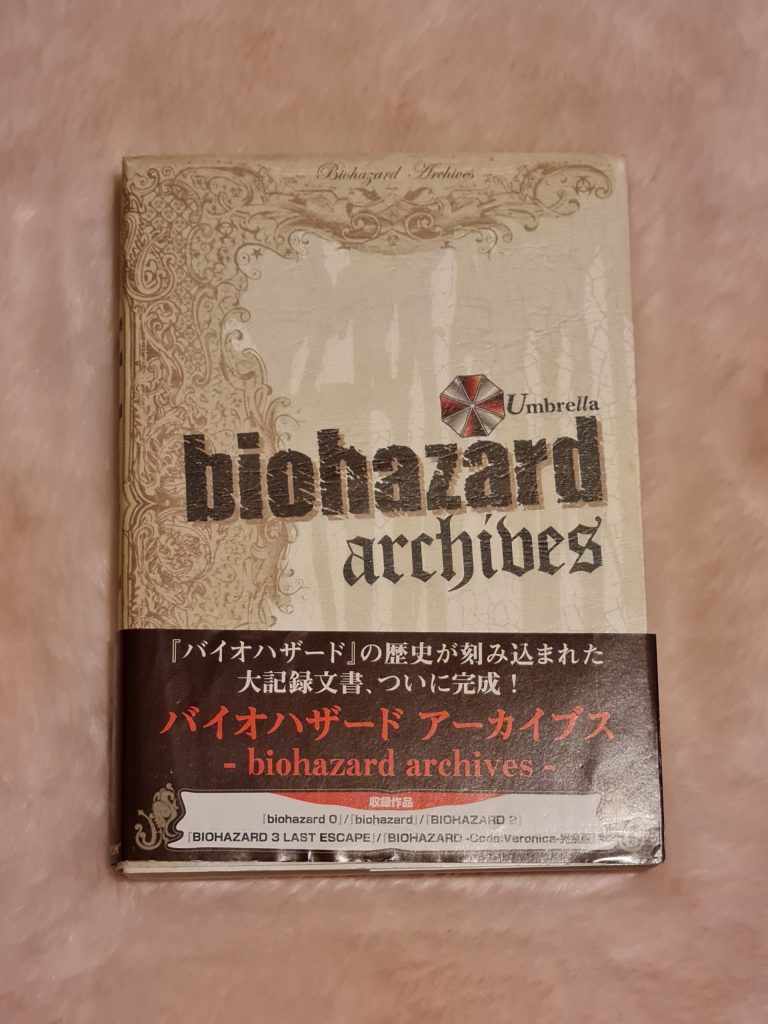 Biohazard Archives
Umbrella
biohazard
archives
『バイオハザード』の歴史が刻み込まれた
大記録文書、ついに完成！
バイオハザード アーカイブス
- biohazard archives -
収録作品
『biohazard 0』/『biohazard』/『BIOHAZARD 2』
『BIOHAZARD 3 LAST ESCAPE』/『BIOHAZARD -Code:Veronica-完全版』